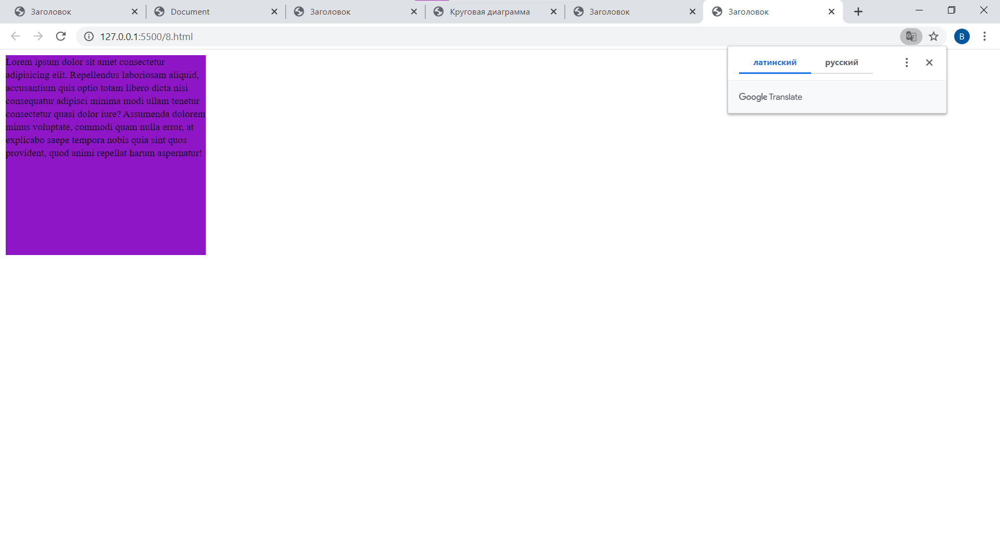 Заголовок
Document
Заголовок
Круговая диаграмма
Заголовок
Заголовок
127.0.0.1:5500/8.html
B
латинский русский
Google Translate
Lorem ipsum dolor sit amet consectetur
adipisicing elit. Repellendus laboriosam aliquid,
accusantium quis optio totam libero dicta nisi
consequatur adipisci minima modi ullam tenetur
consectetur quasi dolor iure? Assumenda dolorem
minus voluptate, commodi quam nulla error, at
explicabo saepe tempora nobis quia sint quos
provident, quod animi repellat harum aspernatur!